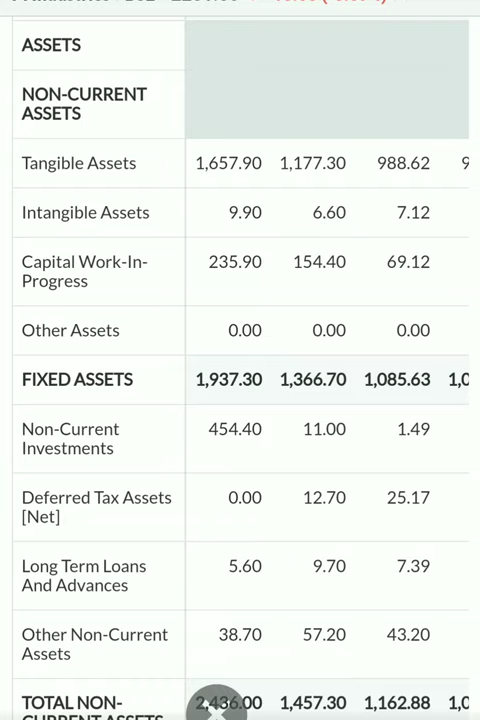 ASSETS
NON-CURRENT
ASSETS
Tangible Assets 1,657.90 1,177.30 988.62 9
Intangible Assets 9.90 6.60 7.12
Capital Work-In- 235.90 154.40 69.12
Progress
Other Assets 0.00 0.00 0.00
FIXED ASSETS 1,937.30 1,366.70 1,085.63 1,0
Non-Current 454.40 11.00 1.49
Investments
Deferred Tax Assets 0.00 12.70 25.17
[Net]
Long Term Loans 5.60 9.70 7.39
And Advances
Other Non-Current 38.70 57.20 43.20
Assets
TOTAL NON- 2,436.00 1,457.30 1,162.88 1,0
CURRENT ASSETS